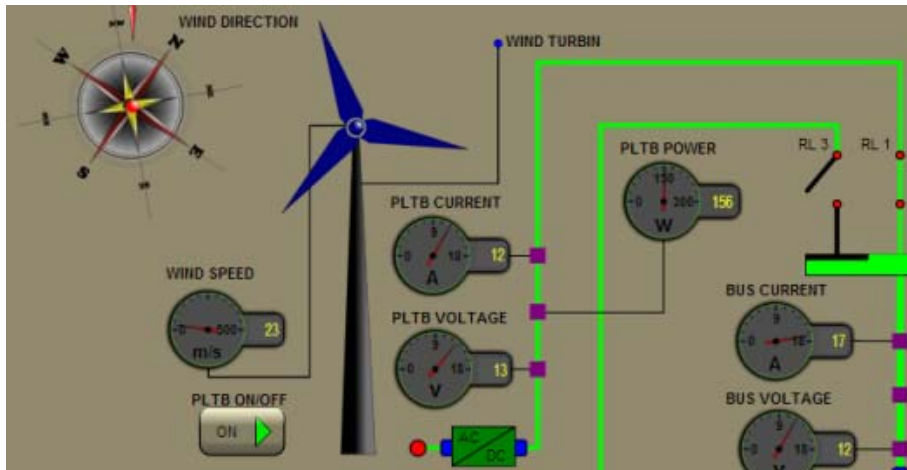 WIND DIRECTION
N
W
E
S
WIND TURBIN
PLTB POWER
150
0
300
W
156
RL 3
RL 1
PLTB CURRENT
9
0
18
A
12
WIND SPEED
0
500
m/s
23
PLTB VOLTAGE
9
0
18
V
13
BUS CURRENT
9
0
18
A
17
PLTB ON/OFF
ON
AC
DC
BUS VOLTAGE
9
0
18
12